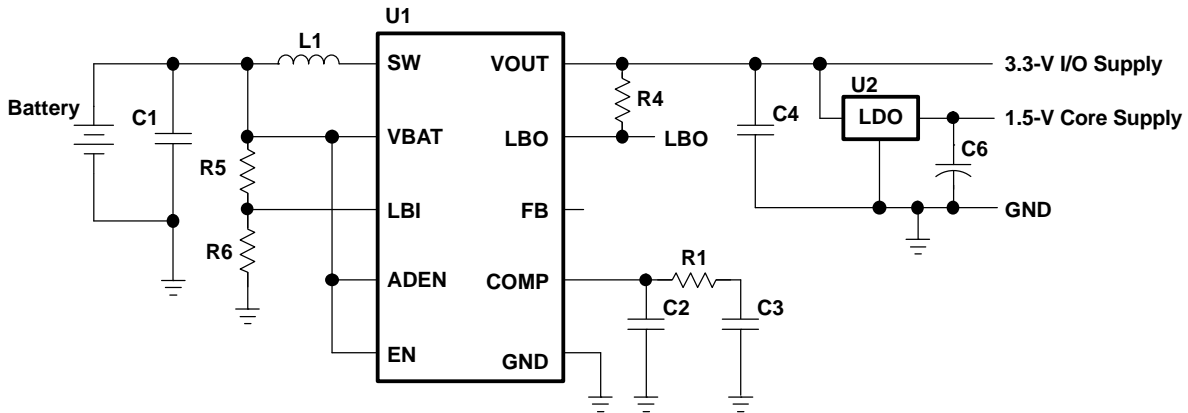 U1
L1
SW
VOUT
3.3-V I/O Supply
R4
U2
Battery
C1
C4
LDO
1.5-V Core Supply
VBAT
LBO
LBO
R5
C6
LBI
FB
GND
R6
R1
ADEN
COMP
C2
C3
EN
GND